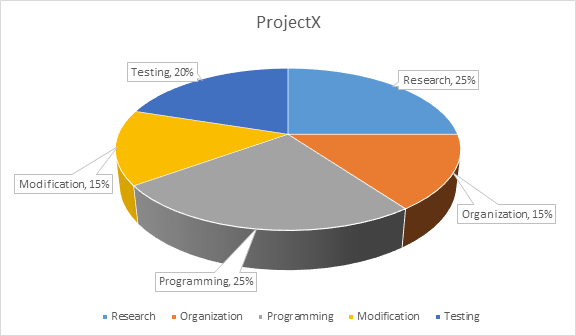 ProjectX
Testing, 20%
Research, 25%
Modification, 15%
Organization, 15%
Programming, 25%
Research Organization Programming Modification Testing